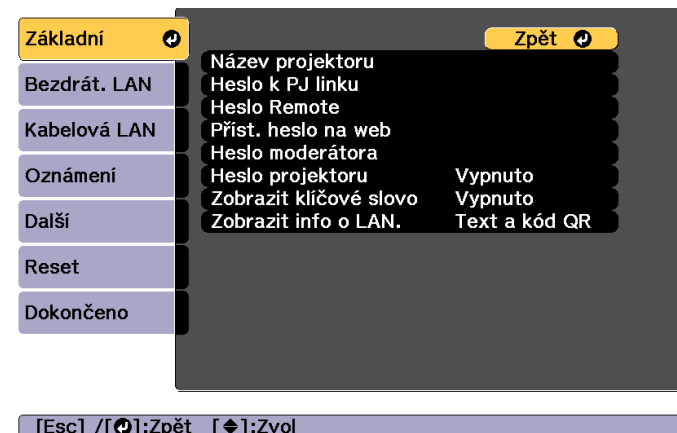 Základní
Zpět
Bezdrát. LAN
Kabelová LAN
Oznámení
Další
Reset
Dokončeno
Název projektoru
Heslo k PJ linku
Heslo Remote
Příst. heslo na web
Heslo moderátora
Heslo projektoru Vypnuto
Zobrazit klíčové slovo Vypnuto
Zobrazit info o LAN. Text a kód QR
[Esc] /[ ]:Zpět [ ]:Zvol